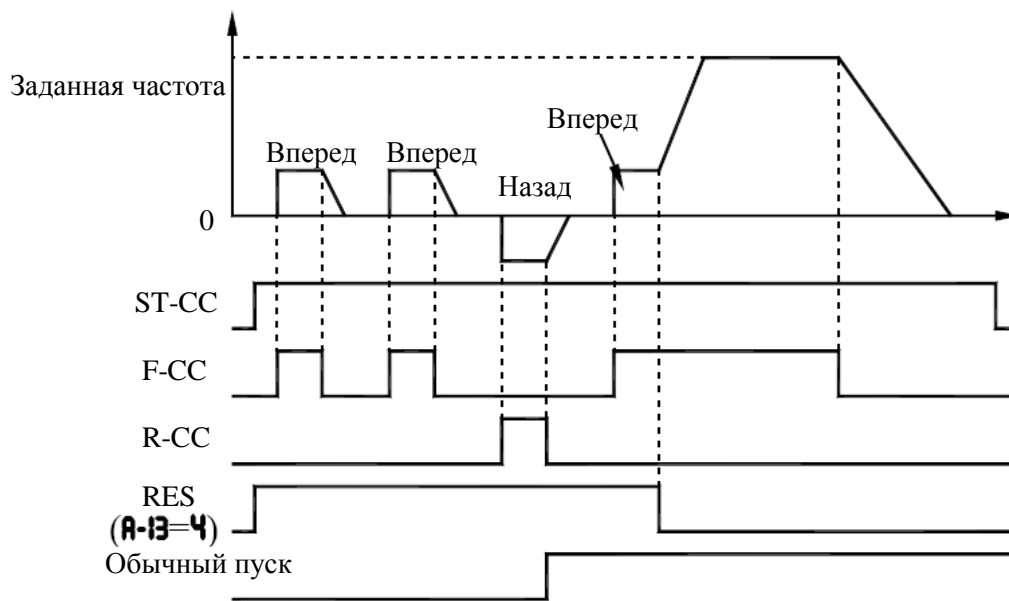 Заданная частота
Вперед
Вперед
Вперед
Назад
0
ST-CC
F-CC
R-CC
RES
(A-13=4)
Обычный пуск